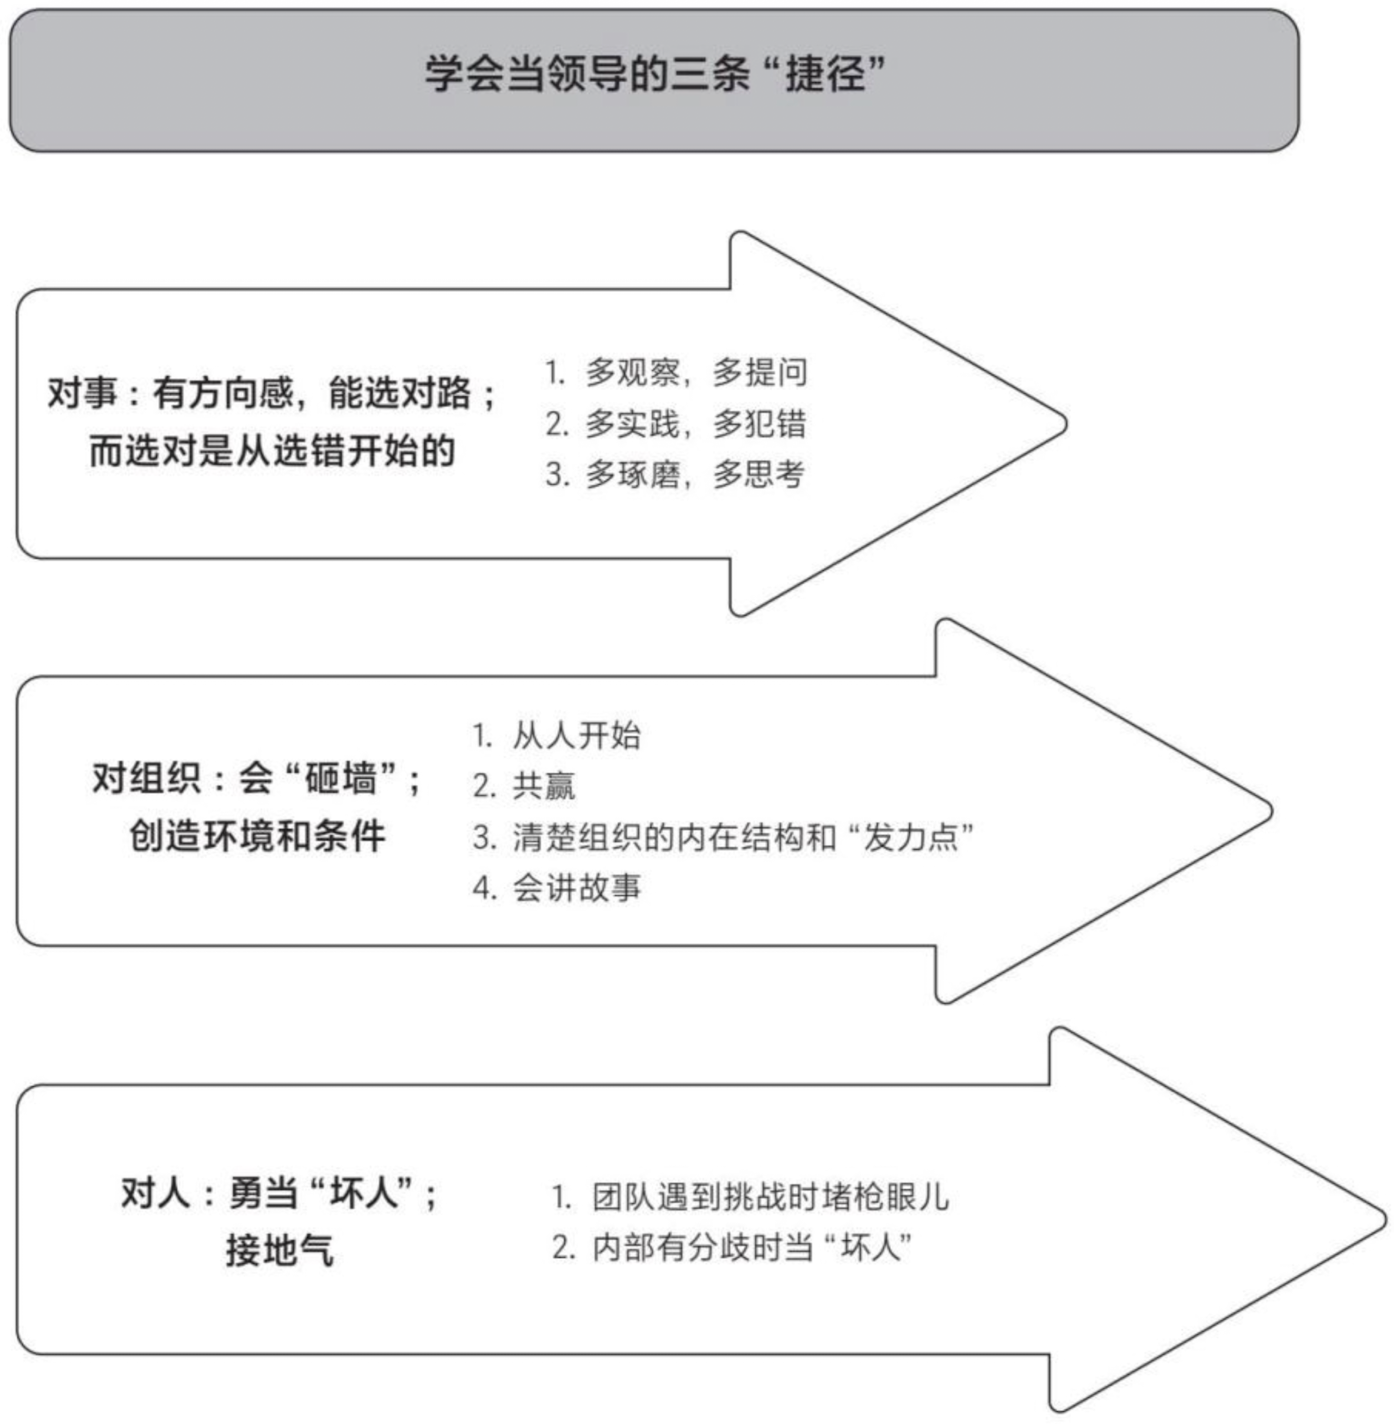 学会当领导的三条“捷径”
对事：有方向感，能选对路；
而选对是从选错开始的
1. 多观察，多提问
2. 多实践，多犯错
3. 多琢磨，多思考
对组织：会“砸墙”；
创造环境和条件
1. 从人开始
2. 共赢
3. 清楚组织的内在结构和“发力点”
4. 会讲故事
对人：勇当“坏人”；
接地气
1. 团队遇到挑战时堵枪眼儿
2. 内部有分歧时当“坏人”